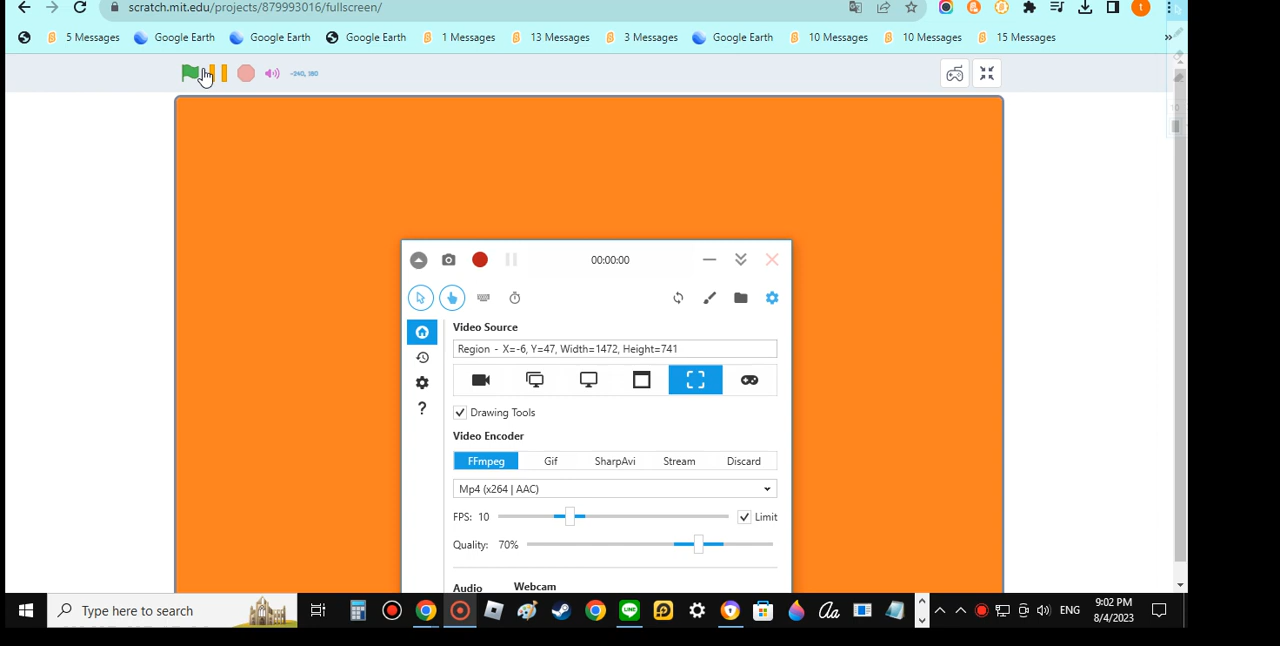 scratch.mit.edu/projects/879993016/fullscreen/
t
5 Messages Google Earth Google Earth Google Earth 1 Messages 13 Messages 3 Messages Google Earth 10 Messages 10 Messages 15 Messages »
-240, 180
00:00:00
Video Source
Region - X=-6, Y=47, Width=1472, Height=741
Drawing Tools
Video Encoder
FFmpeg Gif SharpAvi Stream Discard
Mp4 (x264 | AAC)
FPS: 10 Limit
Quality: 70%
Audio Webcam
Type here to search
ENG
9:02 PM
8/4/2023